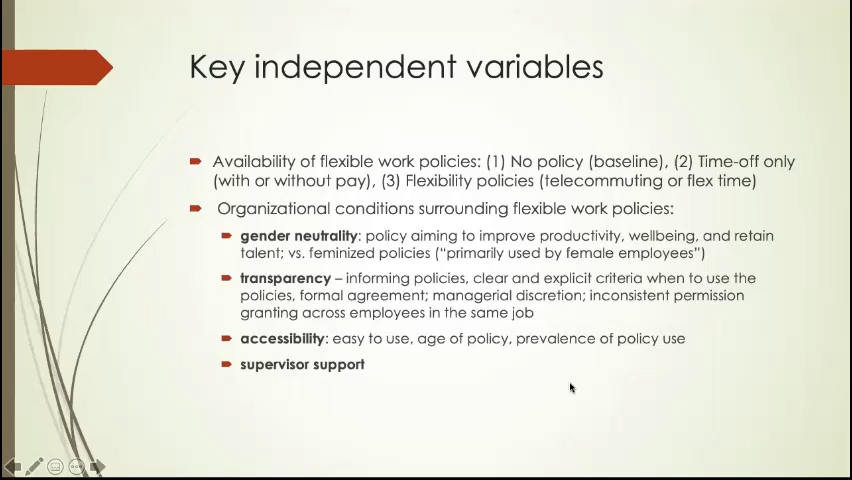 Key independent variables
Availability of flexible work policies: (1) No policy (baseline), (2) Time-off only
(with or without pay), (3) Flexibility policies (telecommuting or flex time)
Organizational conditions surrounding flexible work policies:
gender neutrality: policy aiming to improve productivity, wellbeing, and retain
talent; vs. feminized policies (“primarily used by female employees”)
transparency – informing policies, clear and explicit criteria when to use the
policies, formal agreement; managerial discretion; inconsistent permission
granting across employees in the same job
accessibility: easy to use, age of policy, prevalence of policy use
supervisor support